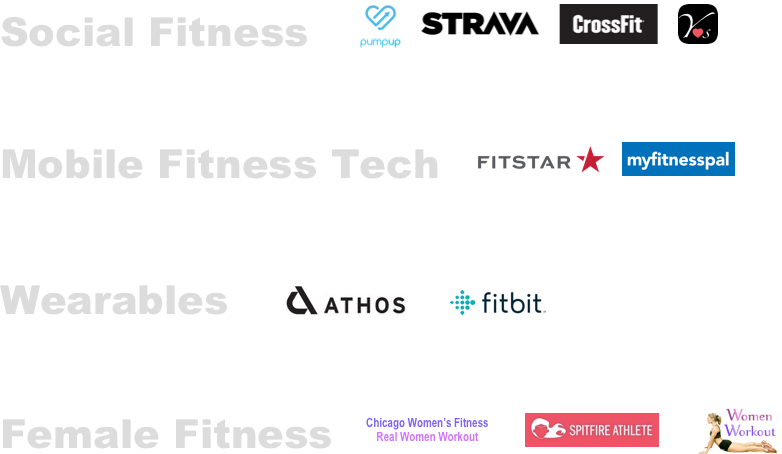 Social Fitness
pumpup
STRAVA
CrossFit
Ys
Mobile Fitness Tech
FITSTAR
myfitnesspal
Wearables
ATHOS
fitbit
Female Fitness
Chicago Women's Fitness
Real Women Workout
SPITFIRE ATHLETE
Women
Workout